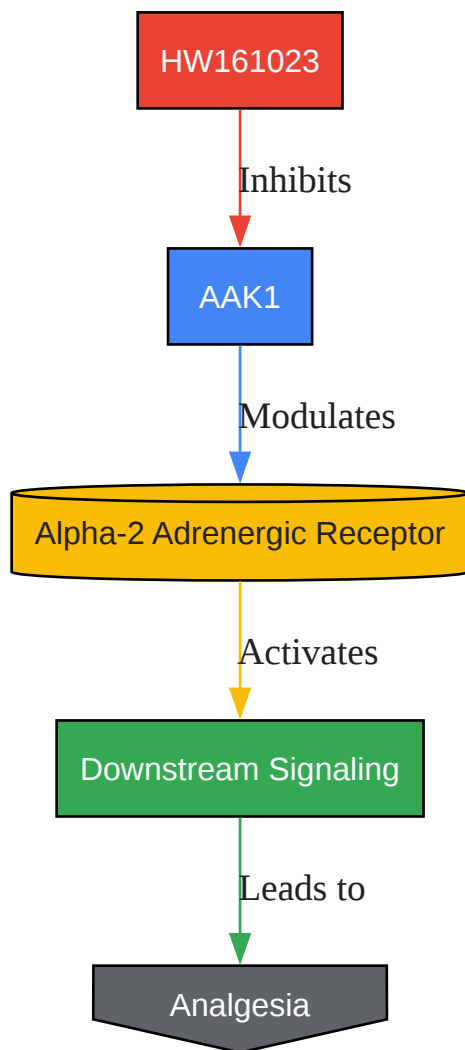 HW161023
Inhibits
AAK1
Modulates
Alpha-2 Adrenergic Receptor
Activates
Downstream Signaling
Leads to
Analgesia